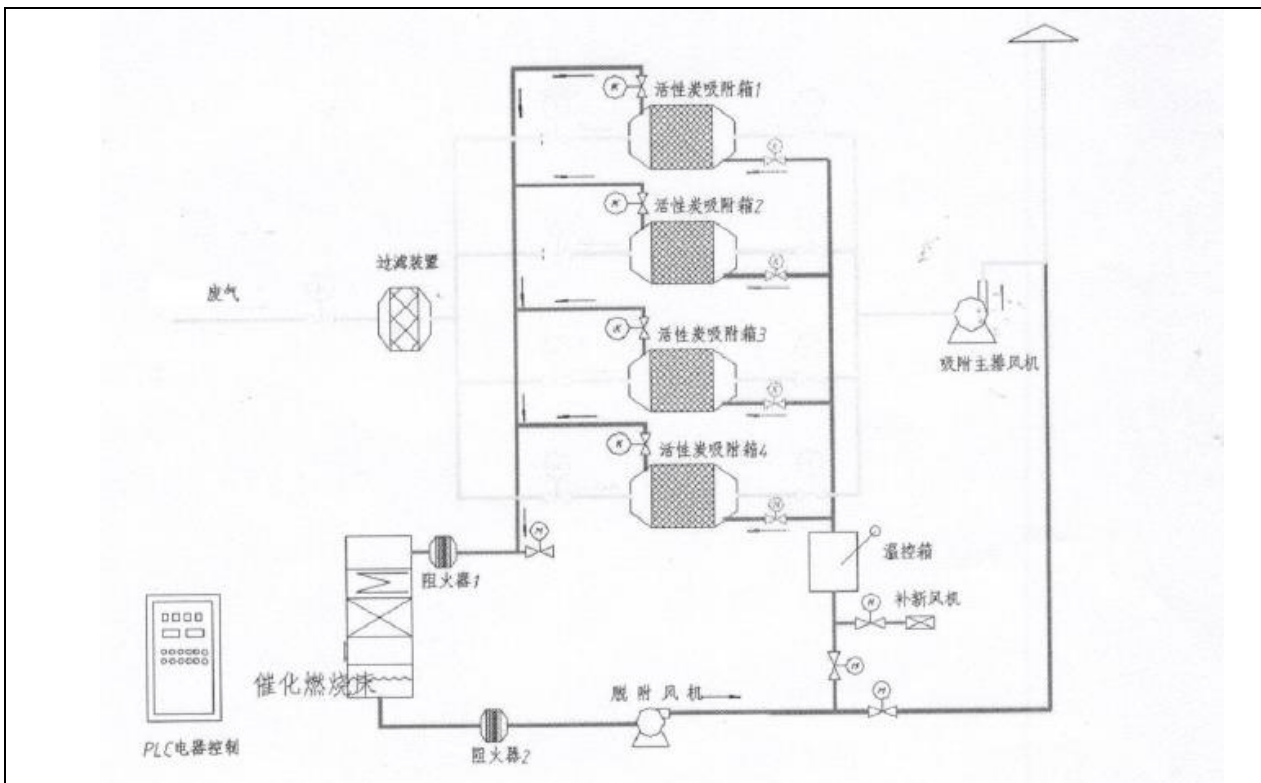 活性炭吸附箱1
活性炭吸附箱2
过滤装置
废气
活性炭吸附箱3
吸附主排风机
活性炭吸附箱4
温控箱
阻火器1
补新风机
催化燃烧床
脱附风机
PLC电器控制
阻火器2